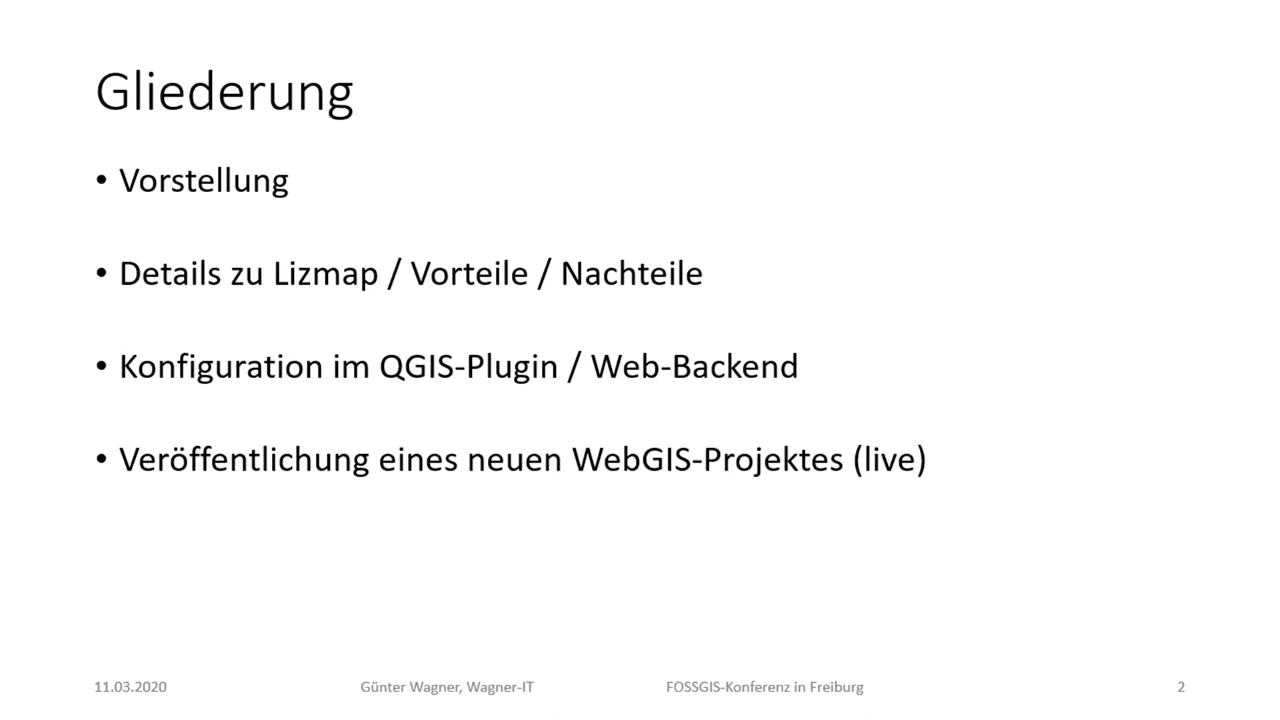 Gliederung
• Vorstellung
• Details zu Lizmap / Vorteile / Nachteile
• Konfiguration im QGIS-Plugin / Web-Backend
• Veröffentlichung eines neuen WebGIS-Projektes (live)
11.03.2020 Günter Wagner, Wagner-IT FOSSGIS-Konferenz in Freiburg 2